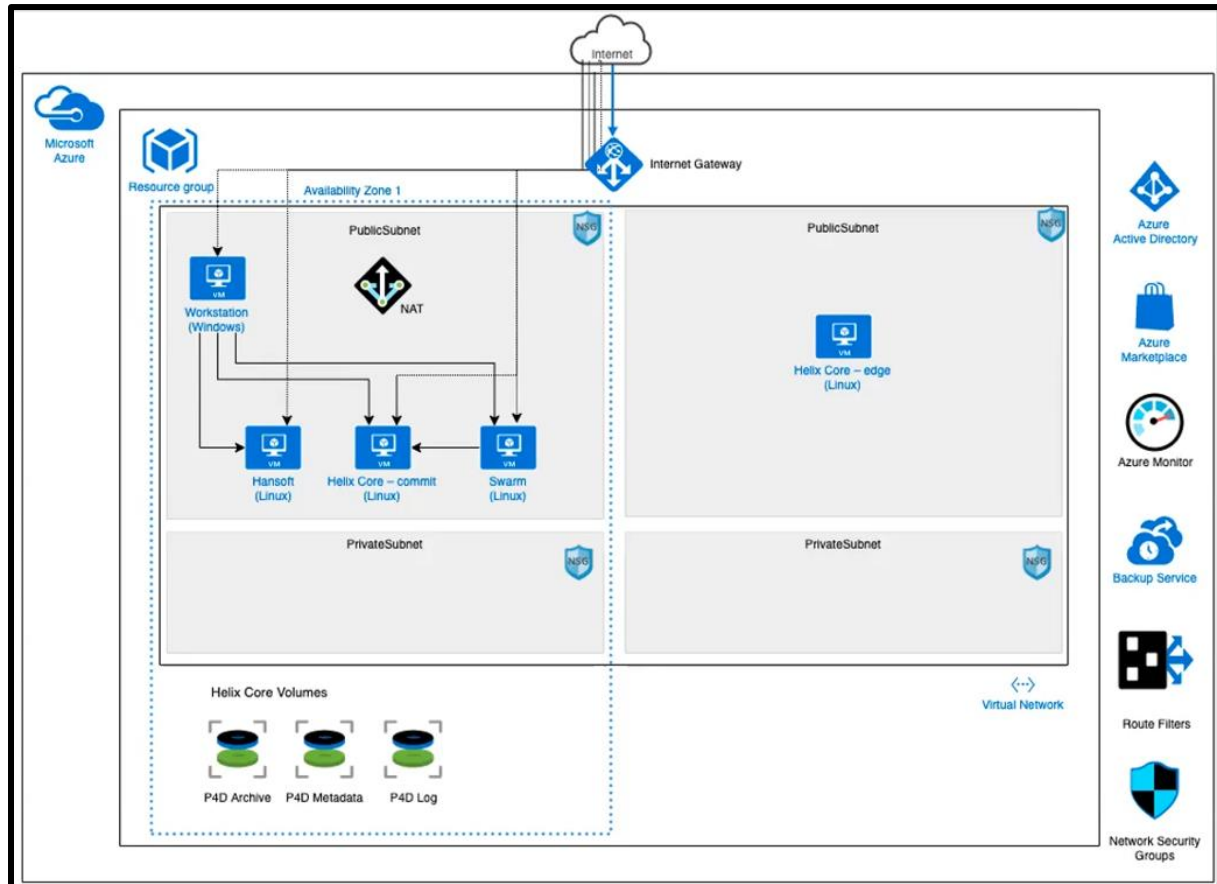 Internet
Microsoft
Azure
Resource group
Internet Gateway
Availability Zone 1
PublicSubnet
NSG
PublicSubnet
NSG
Azure
Active Directory
VM
Workstation
(Windows)
NAT
Azure
Marketplace
VM
Helix Core – edge
(Linux)
Azure Monitor
VM
Hansoft
(Linux)
VM
Helix Core – commit
(Linux)
VM
Swarm
(Linux)
PrivateSubnet
NSG
PrivateSubnet
NSG
Backup Service
Helix Core Volumes
Virtual Network
Route Filters
P4D Archive
P4D Metadata
P4D Log
Network Security
Groups